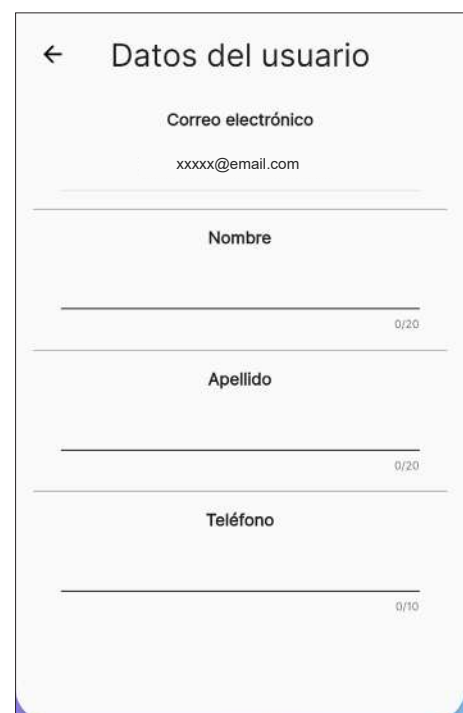 ← Datos del usuario
Correo electrónico
xxxxx@email.com
Nombre
0/20
Apellido
0/20
Teléfono
0/10